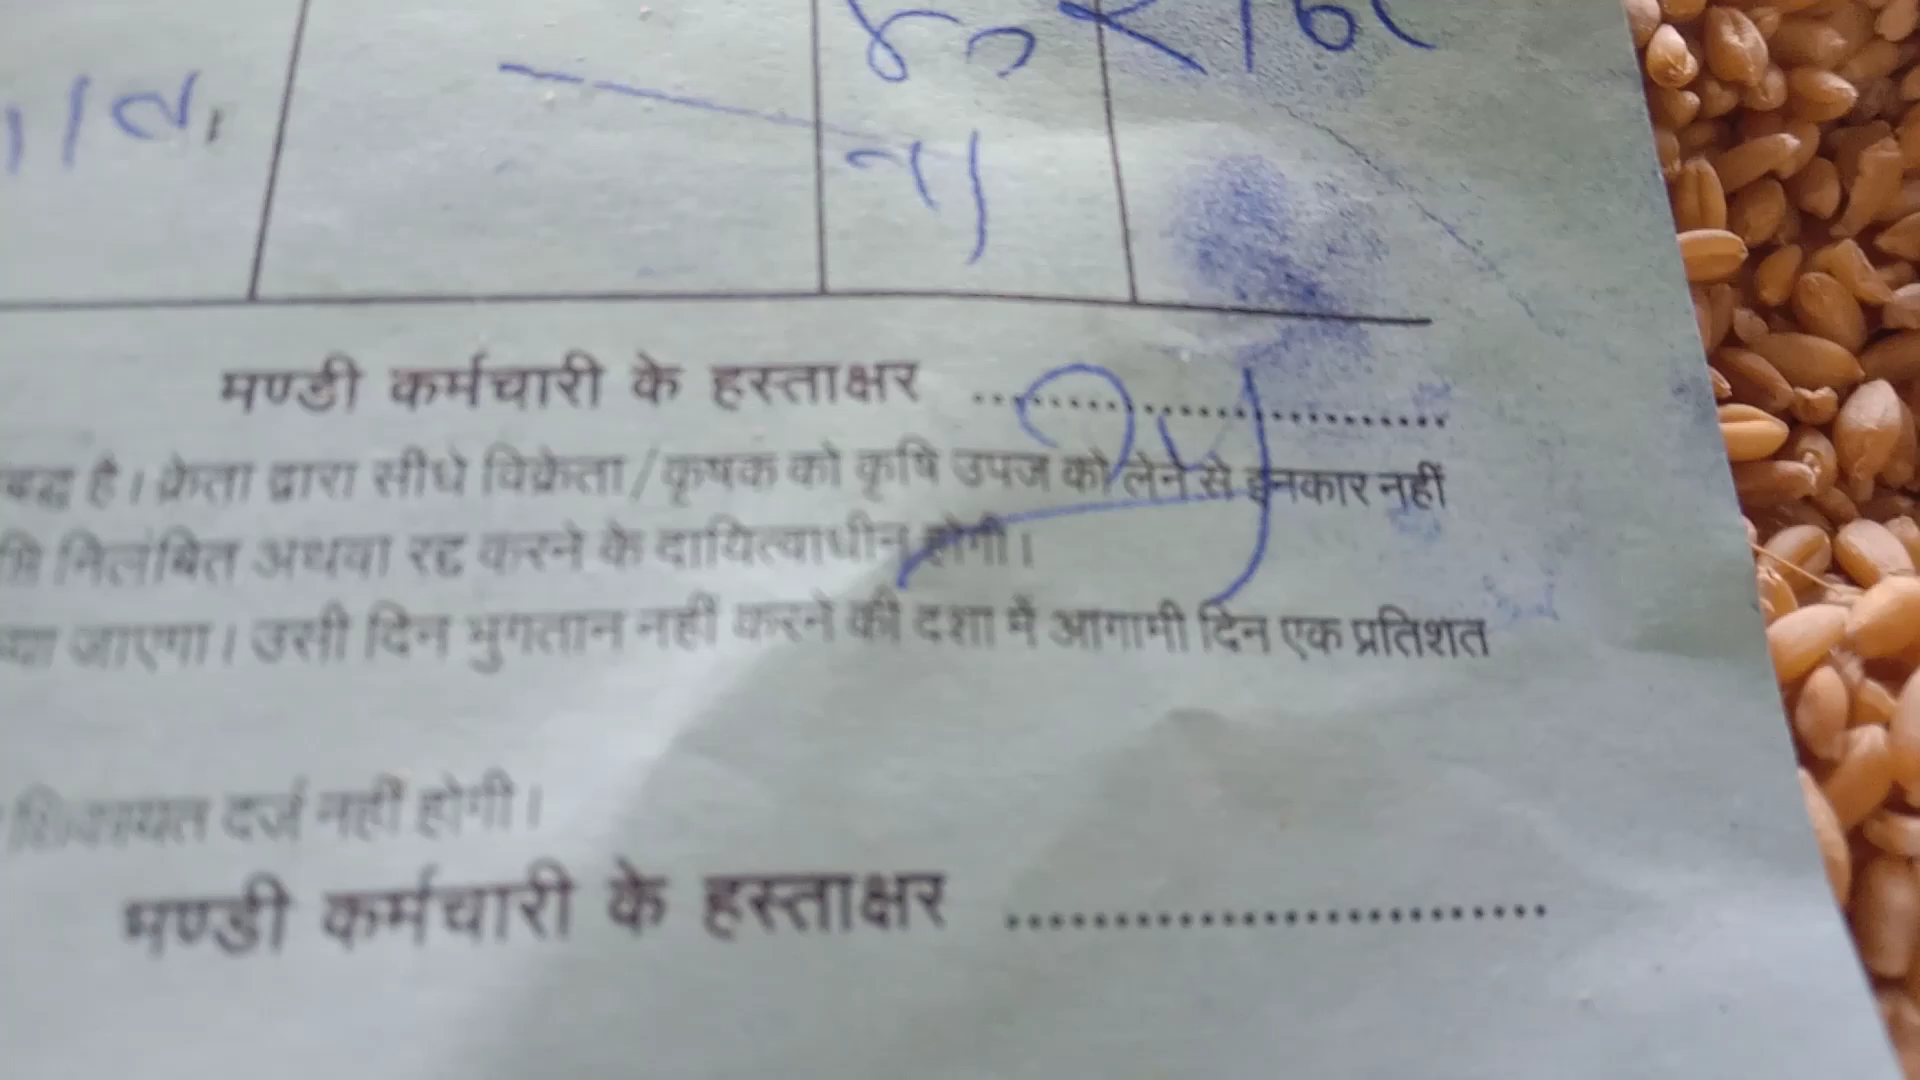 मण्डी कर्मचारी के हस्ताक्षर ..............................
बद्ध है। क्रेता द्वारा सीधे विक्रेता/कृषक को कृषि उपज को लेने से इनकार नहीं
निलंबित अथवा रद्द करने के दायित्वाधीन होगी।
जाएगा। उसी दिन भुगतान नहीं करने की दशा में आगामी दिन एक प्रतिशत
शिकायत दर्ज नहीं होगी।
मण्डी कर्मचारी के हस्ताक्षर ..............................